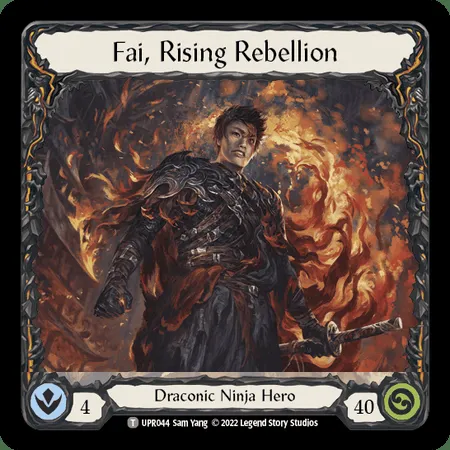 Fai, Rising Rebellion
Draconic Ninja Hero
4
40
T UPR044 Sam Yang © 2022 Legend Story Studios